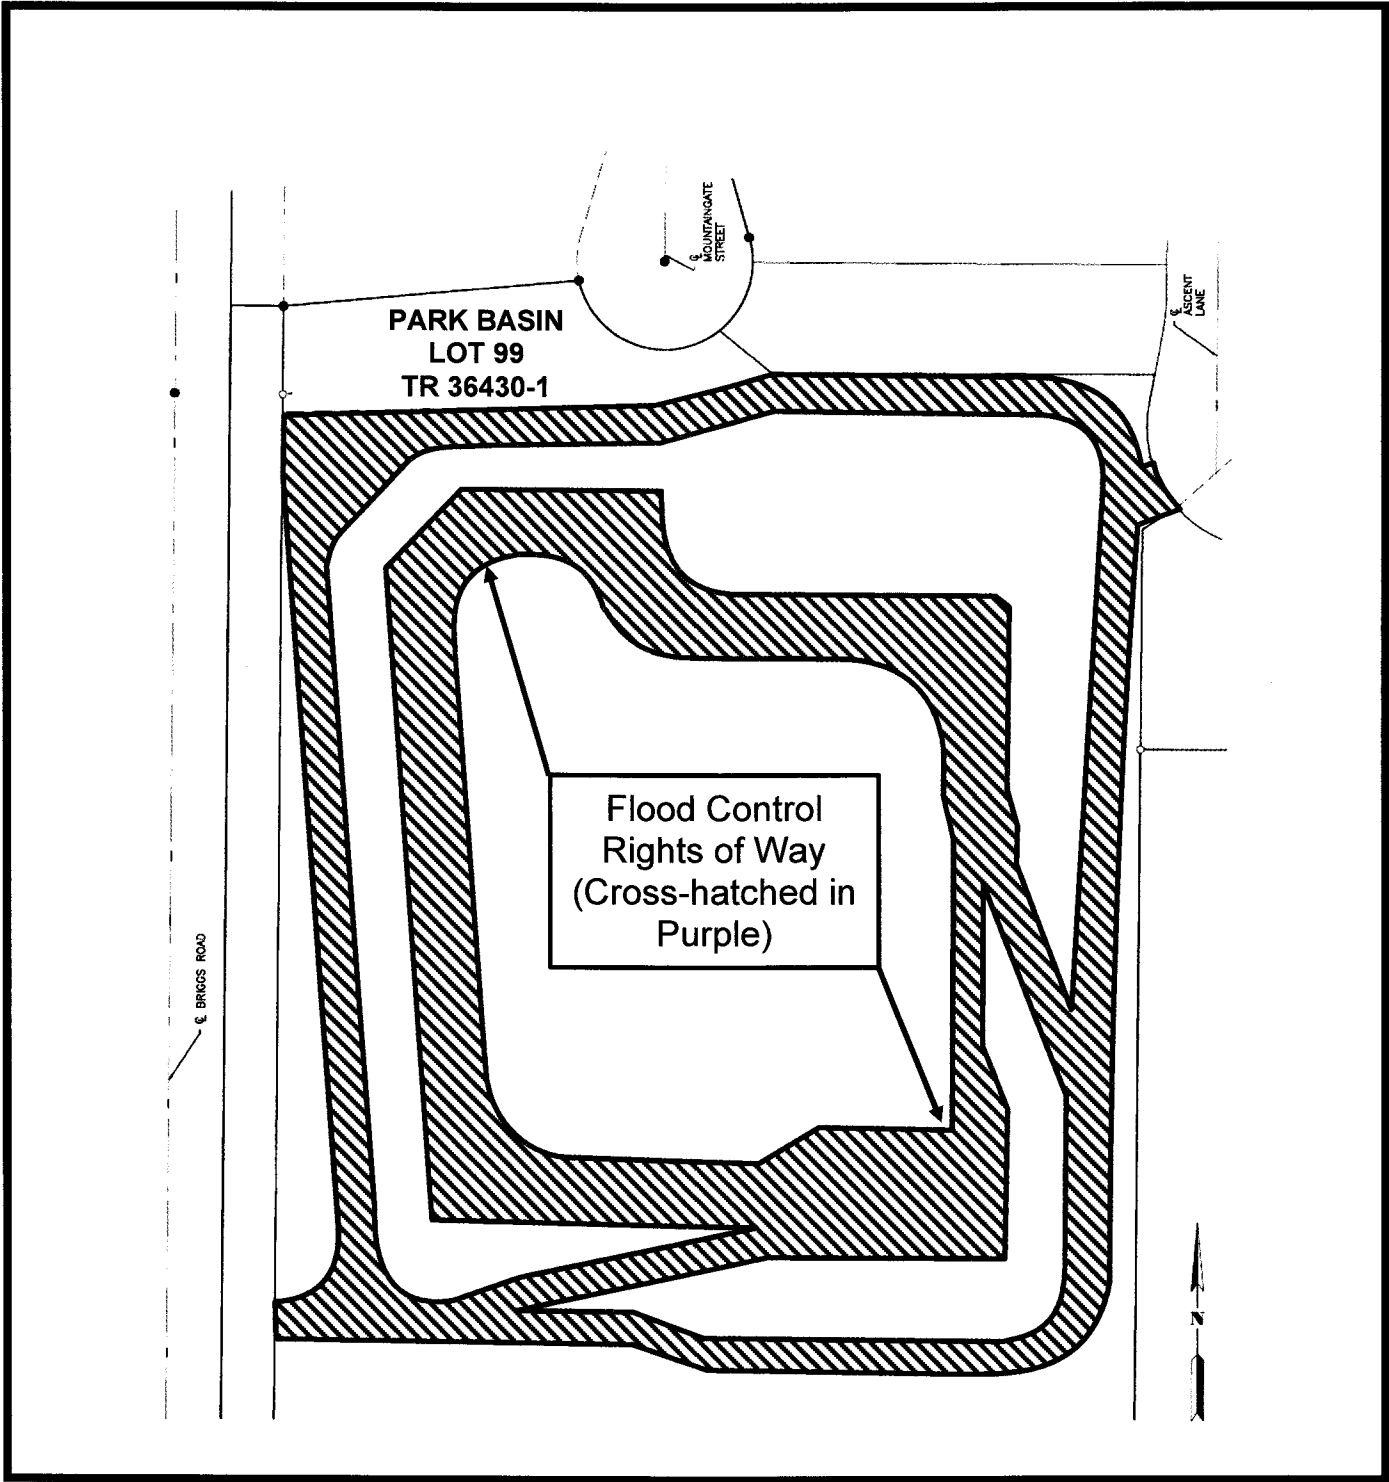 ℄
MOUNTAINGATE
STREET
℄
ASCENT
LANE
PARK BASIN
LOT 99
TR 36430-1
Flood Control
Rights of Way
(Cross-hatched in
Purple)
℄ BRIGGS ROAD
N